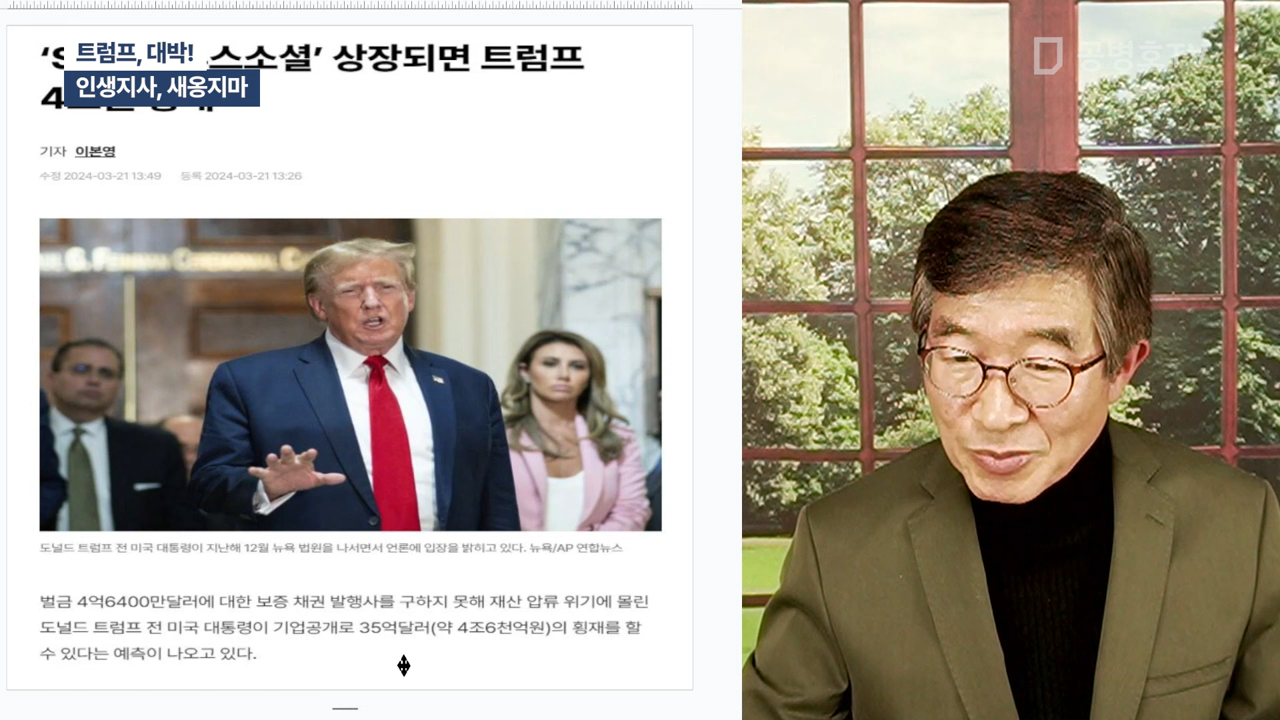 트럼프, 대박!
인생지사, 새옹지마
스소셜’ 상장되면 트럼프
기자 이본영
수정 2024-03-21 13:49 등록 2024-03-21 13:26
도널드 트럼프 전 미국 대통령이 지난해 12월 뉴욕 법원을 나서면서 언론에 입장을 밝히고 있다. 뉴욕/AP 연합뉴스
벌금 4억6400만달러에 대한 보증 채권 발행사를 구하지 못해 재산 압류 위기에 몰린
도널드 트럼프 전 미국 대통령이 기업공개로 35억달러(약 4조6천억원)의 횡재를 할
수 있다는 예측이 나오고 있다.